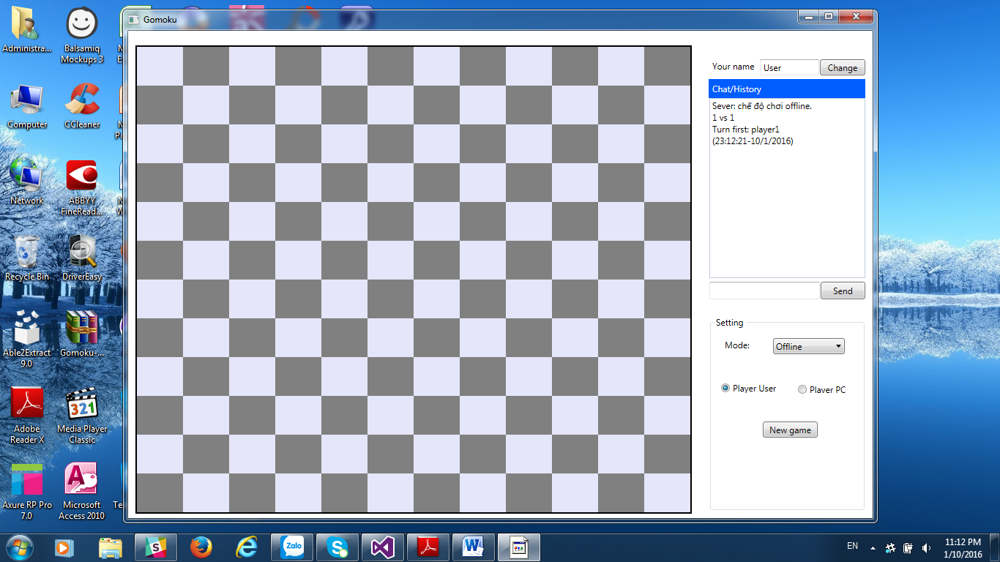 Gomoku
Administra...
Balsamiq
Mockups 3
Computer
CCleaner
Network
ABBYY
FineRead...
Recycle Bin
DriverEasy
Able2Extract
9.0
Gomoku-...
Adobe
Reader X
Media Player
Classic
321
Axure RP Pro
7.0
Microsoft
Access 2010
Your name
User
Change
Chat/History
Sever: chế độ chơi offline.
1 vs 1
Turn first: player1
(23:12:21-10/1/2016)
Send
Setting
Mode:
Offline
Player User
Plaver PC
New game
Zalo
EN
11:12 PM
1/10/2016